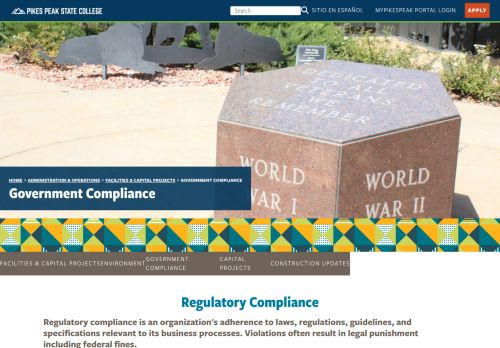 PIKES PEAK STATE COLLEGE
Search
SITIO EN ESPAÑOL
MYPIKESPEAK PORTAL LOGIN
APPLY
TO ALL
VETERANS
WE
REMEMBER
WORLD
WAR I
WORLD
WAR II
HOME > ADMINISTRATION & OPERATIONS > FACILITIES & CAPITAL PROJECTS > GOVERNMENT COMPLIANCE
Government Compliance
FACILITIES & CAPITAL PROJECTS
ENVIRONMENT
GOVERNMENT
COMPLIANCE
CAPITAL
PROJECTS
CONSTRUCTION UPDATES
Regulatory Compliance
Regulatory compliance is an organization's adherence to laws, regulations, guidelines, and
specifications relevant to its business processes. Violations often result in legal punishment
including federal fines.